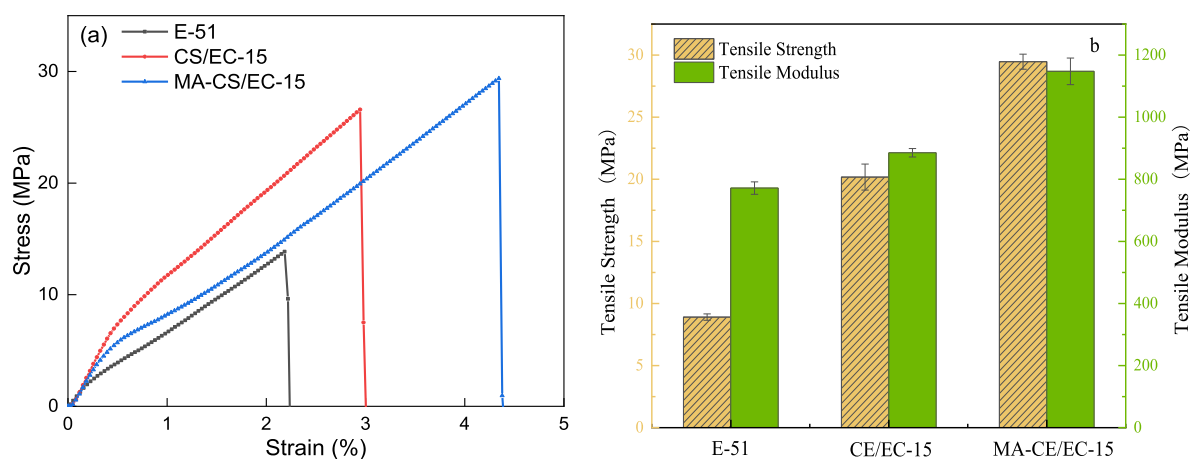 (a)
E-51
CS/EC-15
MA-CS/EC-15
30
20
10
0
Stress (MPa)
0 1 2 3 4 5
Strain (%)
b
Tensile Strength
Tensile Modulus
30
25
20
15
10
5
0
Tensile Strength（MPa）
1200
1000
800
600
400
200
0
Tensile Modulus（MPa）
E-51 CE/EC-15 MA-CE/EC-15